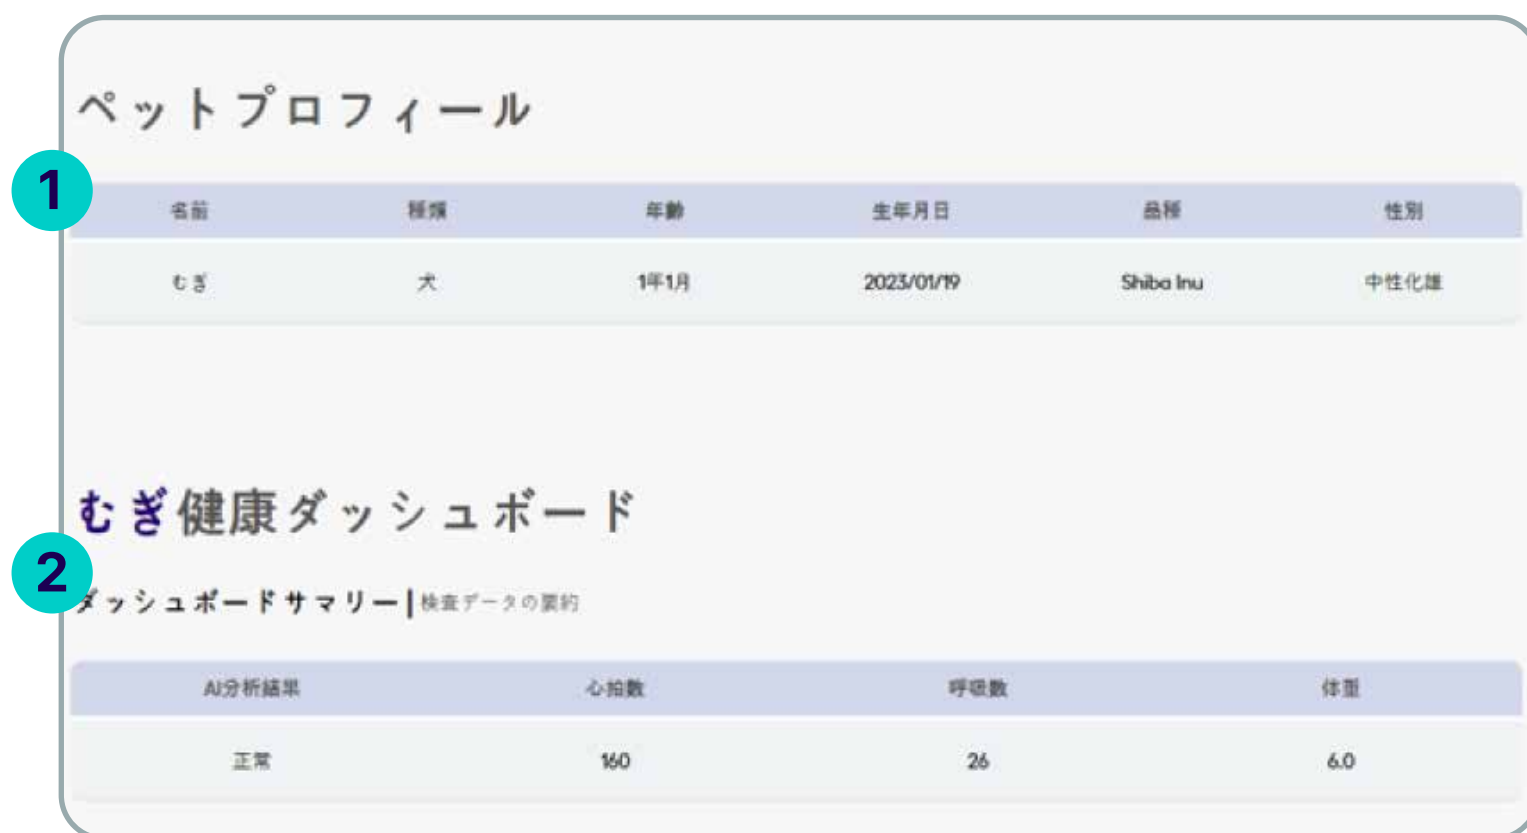 ペットプロフィール
1
名前 種類 年齢 生年月日 品種 性別
むぎ 犬 1年1月 2023/01/19 Shiba Inu 中性化雄
むぎ健康ダッシュボード
2
ダッシュボードサマリー|検査データの要約
AI分析結果 心拍数 呼吸数 体重
正常 160 26 6.0